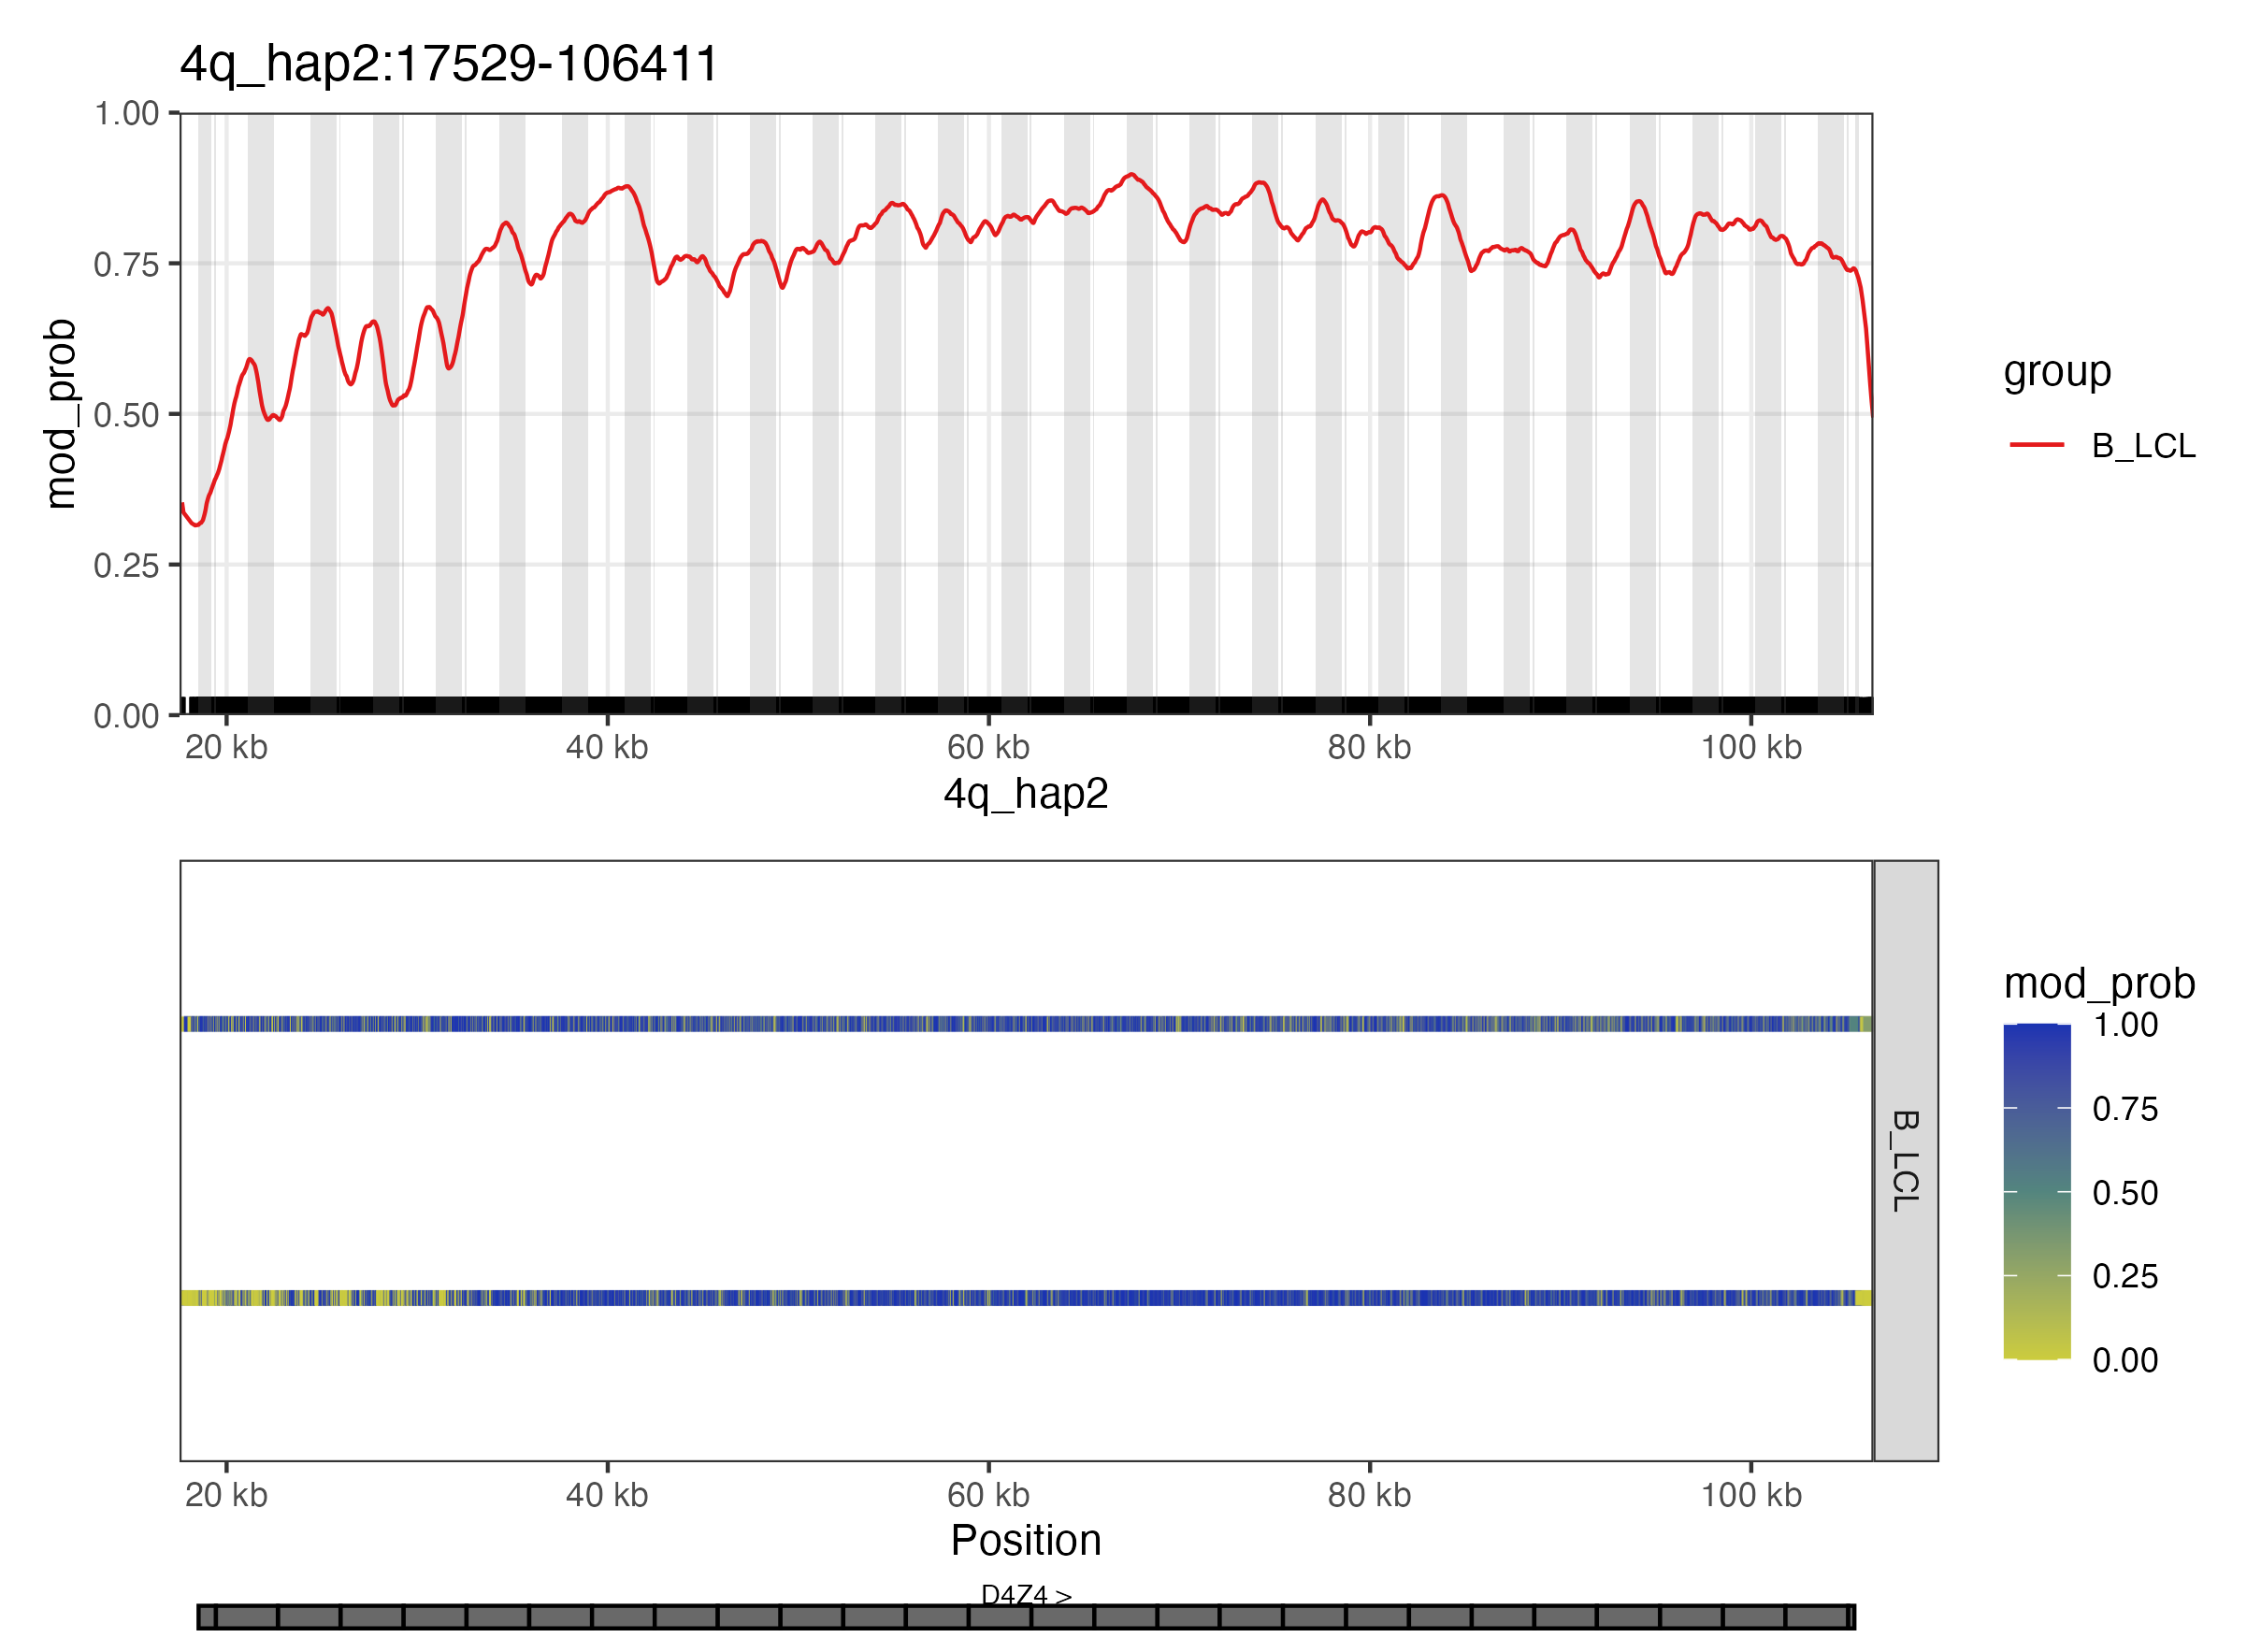 4q_hap2:17529-106411
1.00
0.75
0.50
0.25
0.00
mod_prob
20 kb 40 kb 60 kb 80 kb 100 kb
4q_hap2
group
B_LCL
B_LCL
mod_prob
1.00
0.75
0.50
0.25
0.00
20 kb 40 kb 60 kb 80 kb 100 kb
Position
D4Z4 >